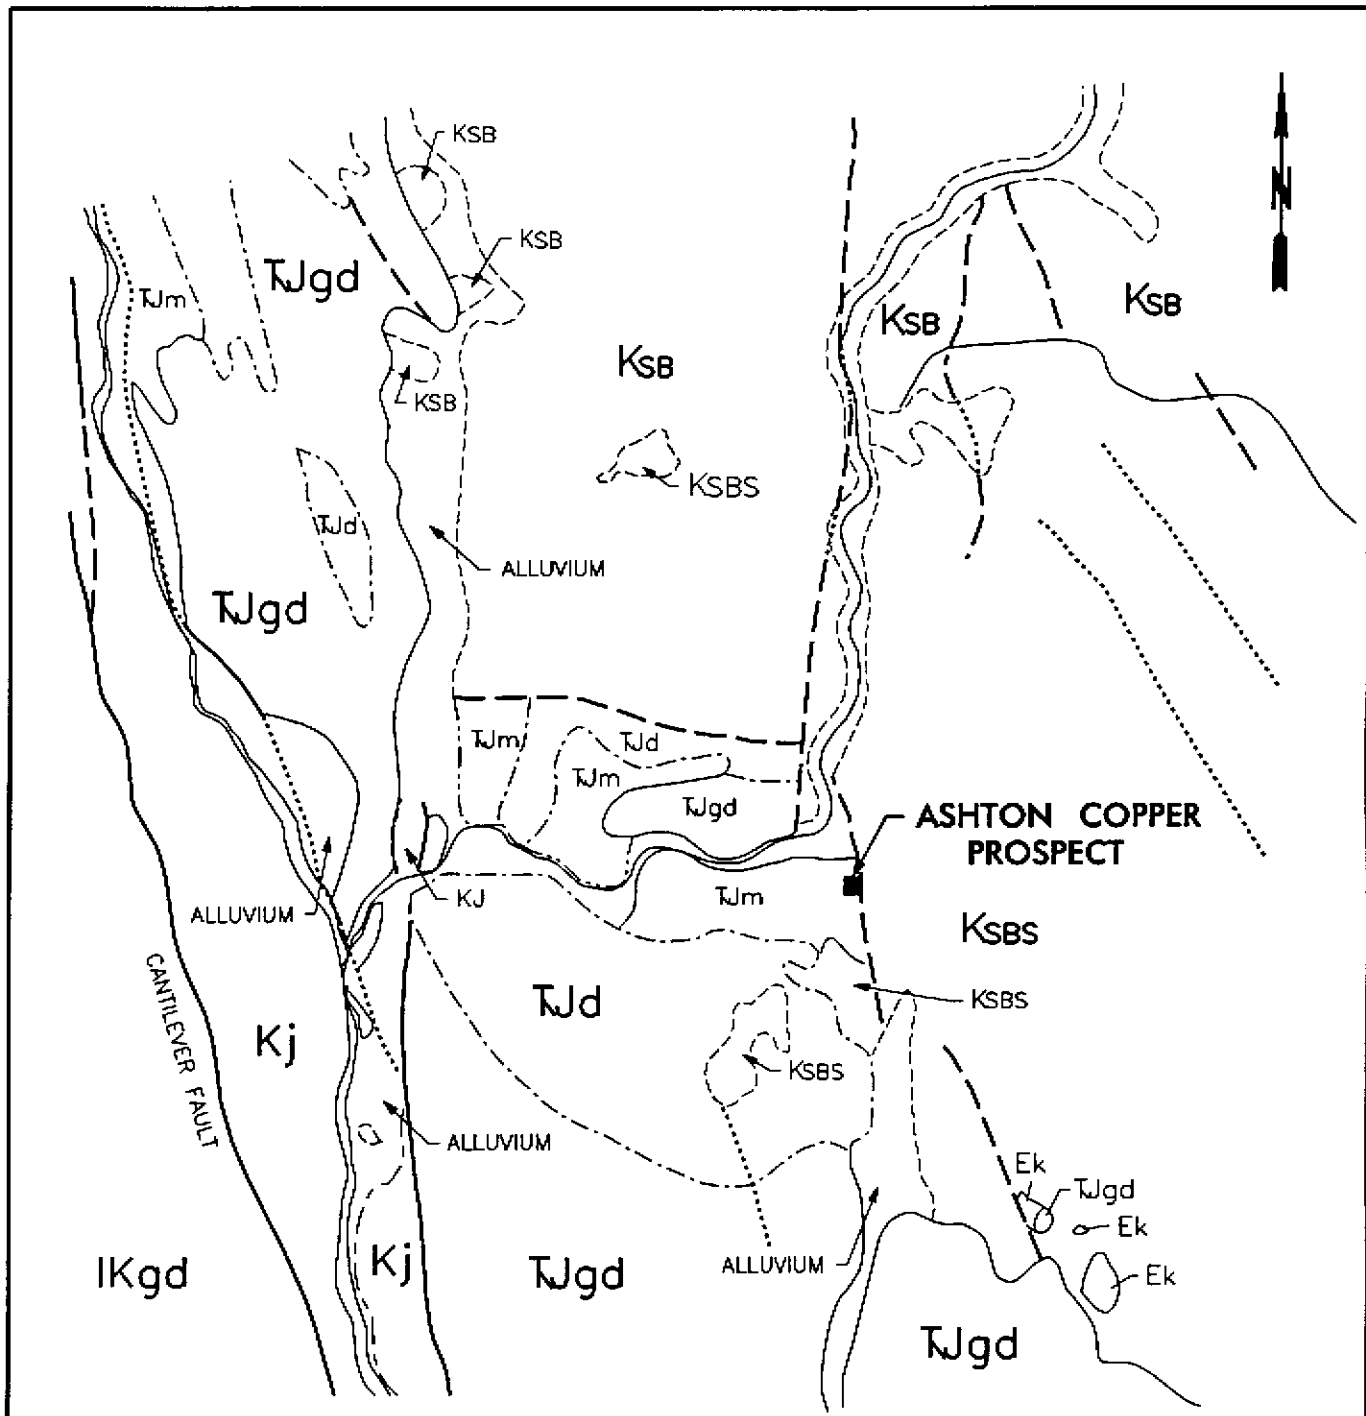 KSB
N
KSB
TJgd
TJm
KSB
KSB
KSB
KSB
KSBS
TJd
ALLUVIUM
TJgd
TJm
TJd
TJm
TJgd
ASHTON COPPER
PROSPECT
TJm
KJ
ALLUVIUM
KSBS
CANTILEVER FAULT
TJd
KSBS
Kj
KSBS
ALLUVIUM
Ek
TJgd
Ek
IKgd
Kj
TJgd
ALLUVIUM
Ek
TJgd